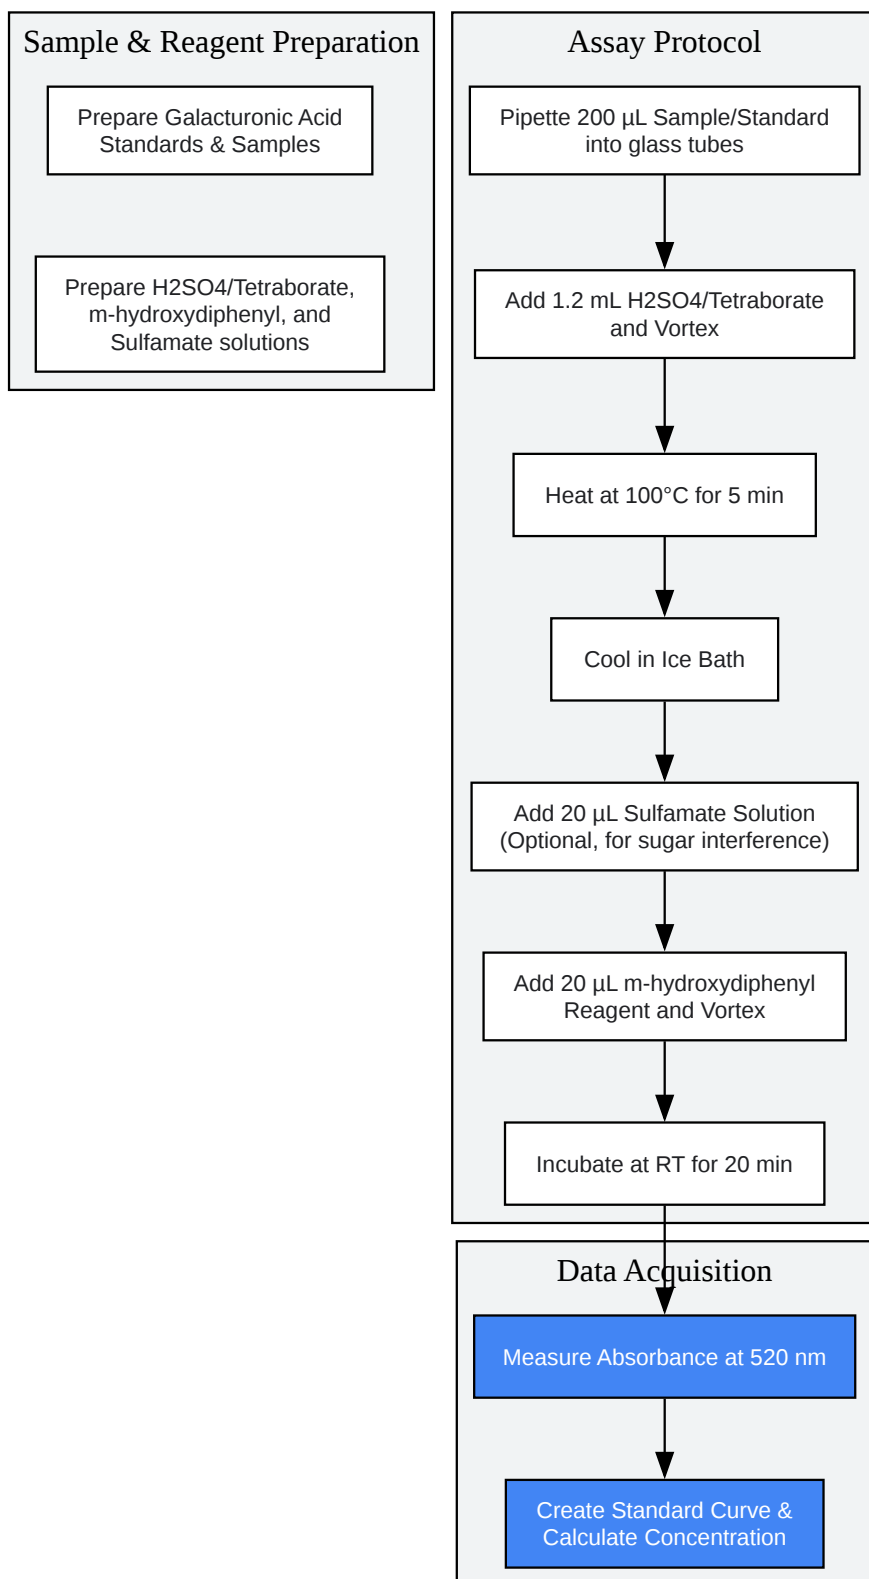 Sample & Reagent Preparation
Prepare Galacturonic Acid
Standards & Samples
Prepare H2SO4/Tetraborate,
m-hydroxydiphenyl, and
Sulfamate solutions
Assay Protocol
Pipette 200 µL Sample/Standard
into glass tubes
Add 1.2 mL H2SO4/Tetraborate
and Vortex
Heat at 100°C for 5 min
Cool in Ice Bath
Add 20 µL Sulfamate Solution
(Optional, for sugar interference)
Add 20 µL m-hydroxydiphenyl
Reagent and Vortex
Incubate at RT for 20 min
Data Acquisition
Measure Absorbance at 520 nm
Create Standard Curve &
Calculate Concentration